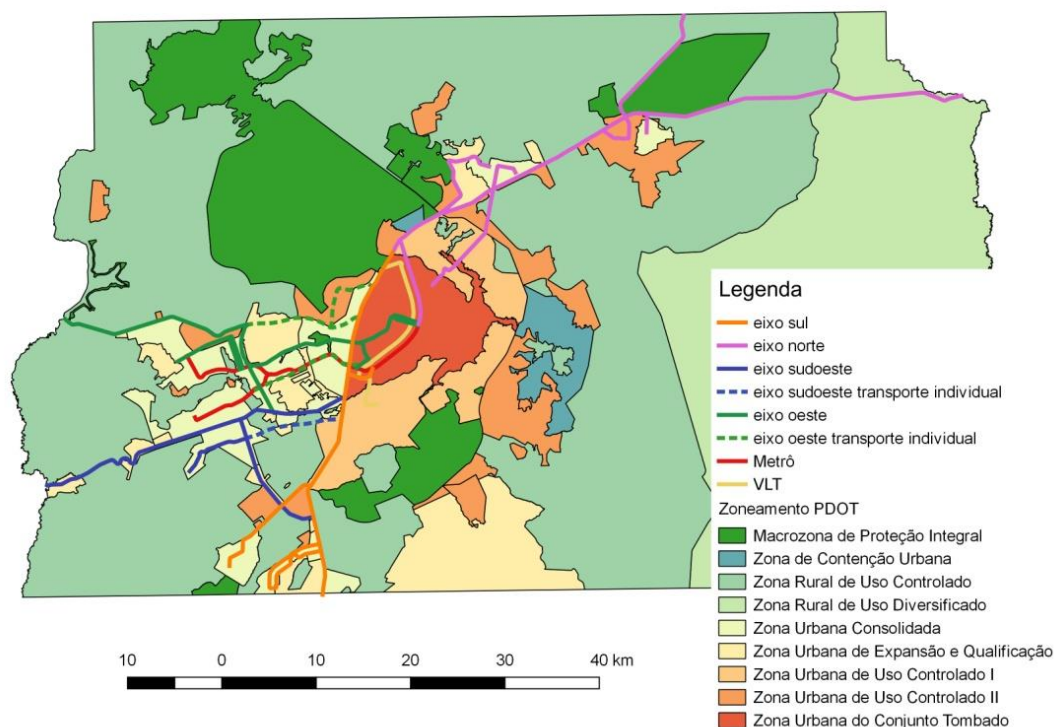 Legenda
eixo sul
eixo norte
eixo sudoeste
eixo sudoeste transporte individual
eixo oeste
eixo oeste transporte individual
Metrô
VLT
Zoneamento PDOT
Macrozona de Proteção Integral
Zona de Contenção Urbana
Zona Rural de Uso Controlado
Zona Rural de Uso Diversificado
Zona Urbana Consolidada
Zona Urbana de Expansão e Qualificação
Zona Urbana de Uso Controlado I
Zona Urbana de Uso Controlado II
Zona Urbana do Conjunto Tombado
10 0 10 20 30 40 km